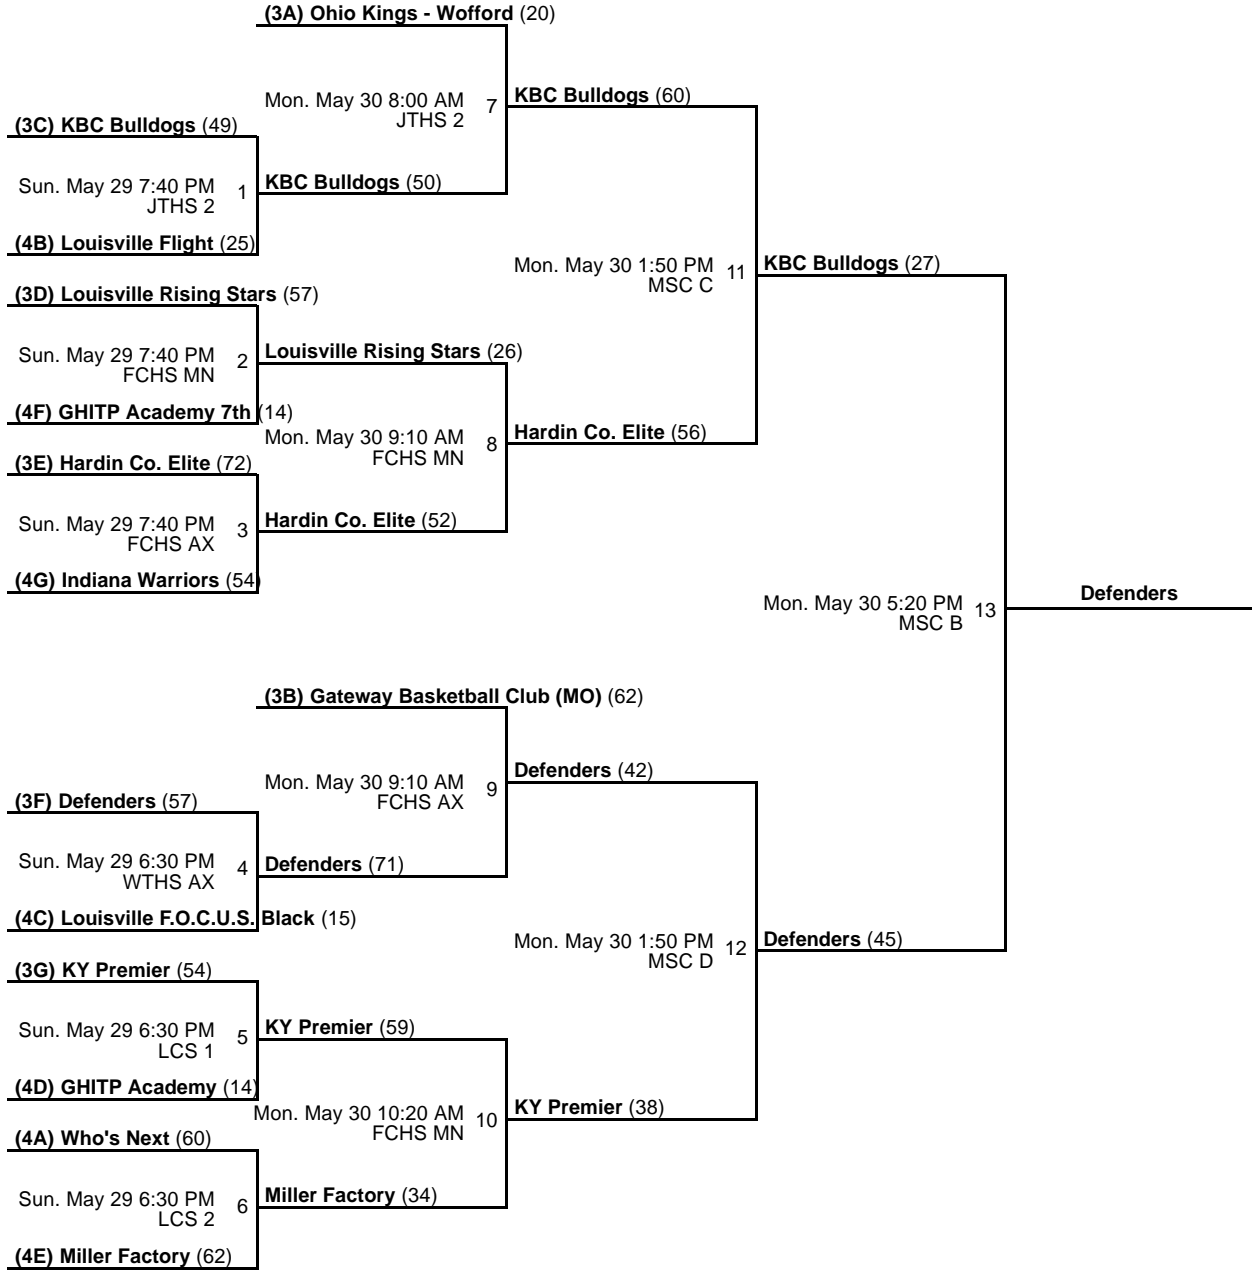 (3A) Ohio Kings - Wofford (20)
Mon. May 30 8:00 AM 7 KBC Bulldogs (60)
JTHS 2
(3C) KBC Bulldogs (49)
Sun. May 29 7:40 PM 1 KBC Bulldogs (50)
JTHS 2
(4B) Louisville Flight (25)
Mon. May 30 1:50 PM 11 KBC Bulldogs (27)
MSC C
(3D) Louisville Rising Stars (57)
Sun. May 29 7:40 PM 2 Louisville Rising Stars (26)
FCHS MN
(4F) GHITP Academy 7th (14)
Mon. May 30 9:10 AM 8 Hardin Co. Elite (56)
FCHS MN
(3E) Hardin Co. Elite (72)
Sun. May 29 7:40 PM 3 Hardin Co. Elite (52)
FCHS AX
(4G) Indiana Warriors (54)
Mon. May 30 5:20 PM 13 Defenders
MSC B
(3B) Gateway Basketball Club (MO) (62)
Mon. May 30 9:10 AM 9 Defenders (42)
FCHS AX
(3F) Defenders (57)
Sun. May 29 6:30 PM 4 Defenders (71)
WTHS AX
(4C) Louisville F.O.C.U.S. Black (15)
Mon. May 30 1:50 PM 12 Defenders (45)
MSC D
(3G) KY Premier (54)
Sun. May 29 6:30 PM 5 KY Premier (59)
LCS 1
(4D) GHITP Academy (14)
Mon. May 30 10:20 AM 10 KY Premier (38)
FCHS MN
(4A) Who's Next (60)
Sun. May 29 6:30 PM 6 Miller Factory (34)
LCS 2
(4E) Miller Factory (62)